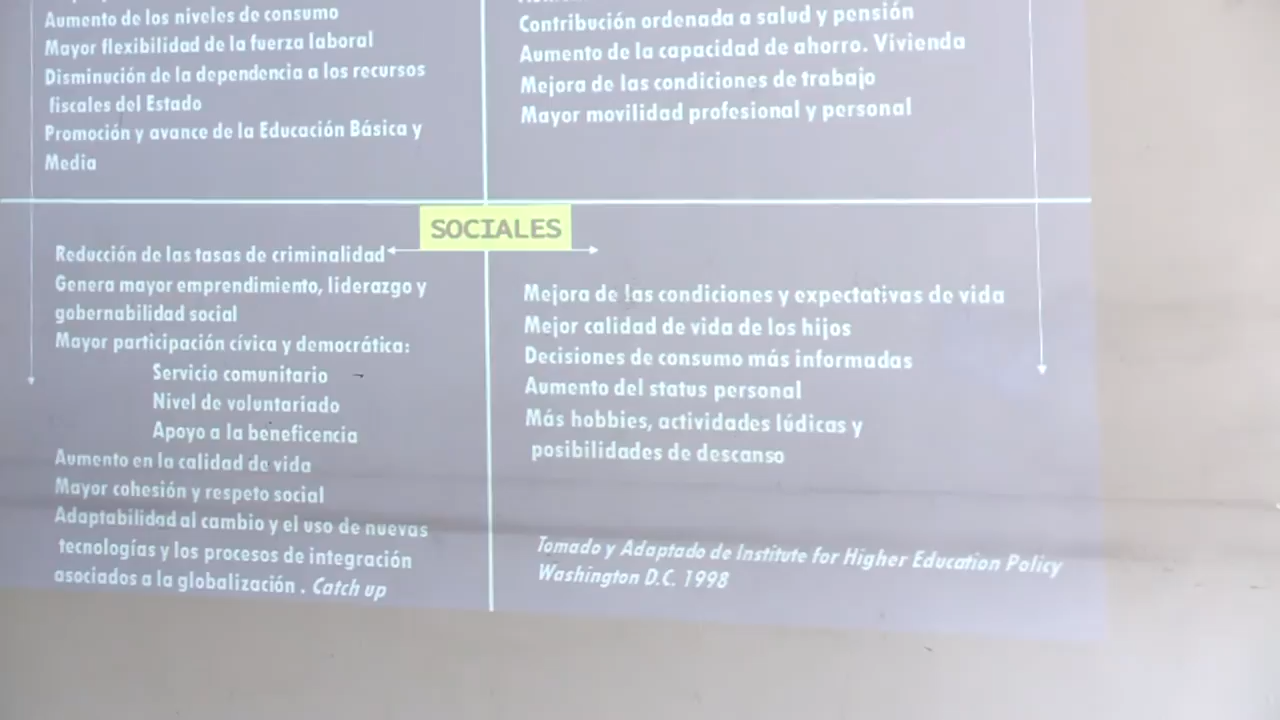 Aumento de los niveles de consumo
Mayor flexibilidad de la fuerza laboral
Disminución de la dependencia a los recursos
fiscales del Estado
Promoción y avance de la Educación Básica y
Media
Contribución ordenada a salud y pensión
Aumento de la capacidad de ahorro. Vivienda
Mejora de las condiciones de trabajo
Mayor movilidad profesional y personal
SOCIALES
Reducción de las tasas de criminalidad
Genera mayor emprendimiento, liderazgo y
gobernabilidad social
Mayor participación cívica y democrática:
Servicio comunitario
Nivel de voluntariado
Apoyo a la beneficencia
Aumento en la calidad de vida
Mayor cohesión y respeto social
Adaptabilidad al cambio y el uso de nuevas
tecnologías y los procesos de integración
asociados a la globalización . Catch up
Mejora de las condiciones y expectativas de vida
Mejor calidad de vida de los hijos
Decisiones de consumo más informadas
Aumento del status personal
Más hobbies, actividades lúdicas y
posibilidades de descanso
Tomado y Adaptado de Institute for Higher Education Policy
Washington D.C. 1998